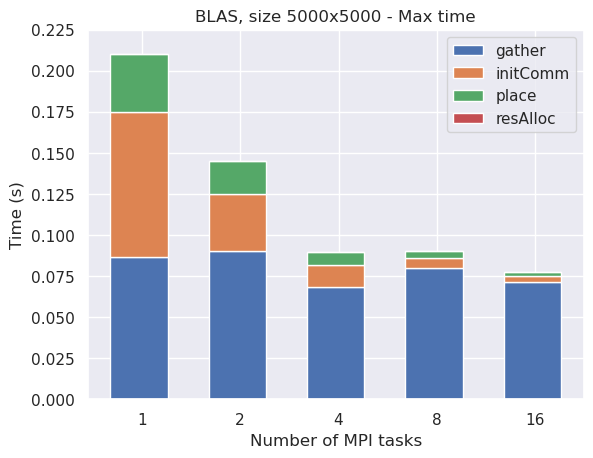 BLAS, size 5000x5000 - Max time
0.225
0.200
0.175
0.150
0.125
0.100
0.075
0.050
0.025
0.000
Time (s)
gather
initComm
place
resAlloc
1 2 4 8 16
Number of MPI tasks